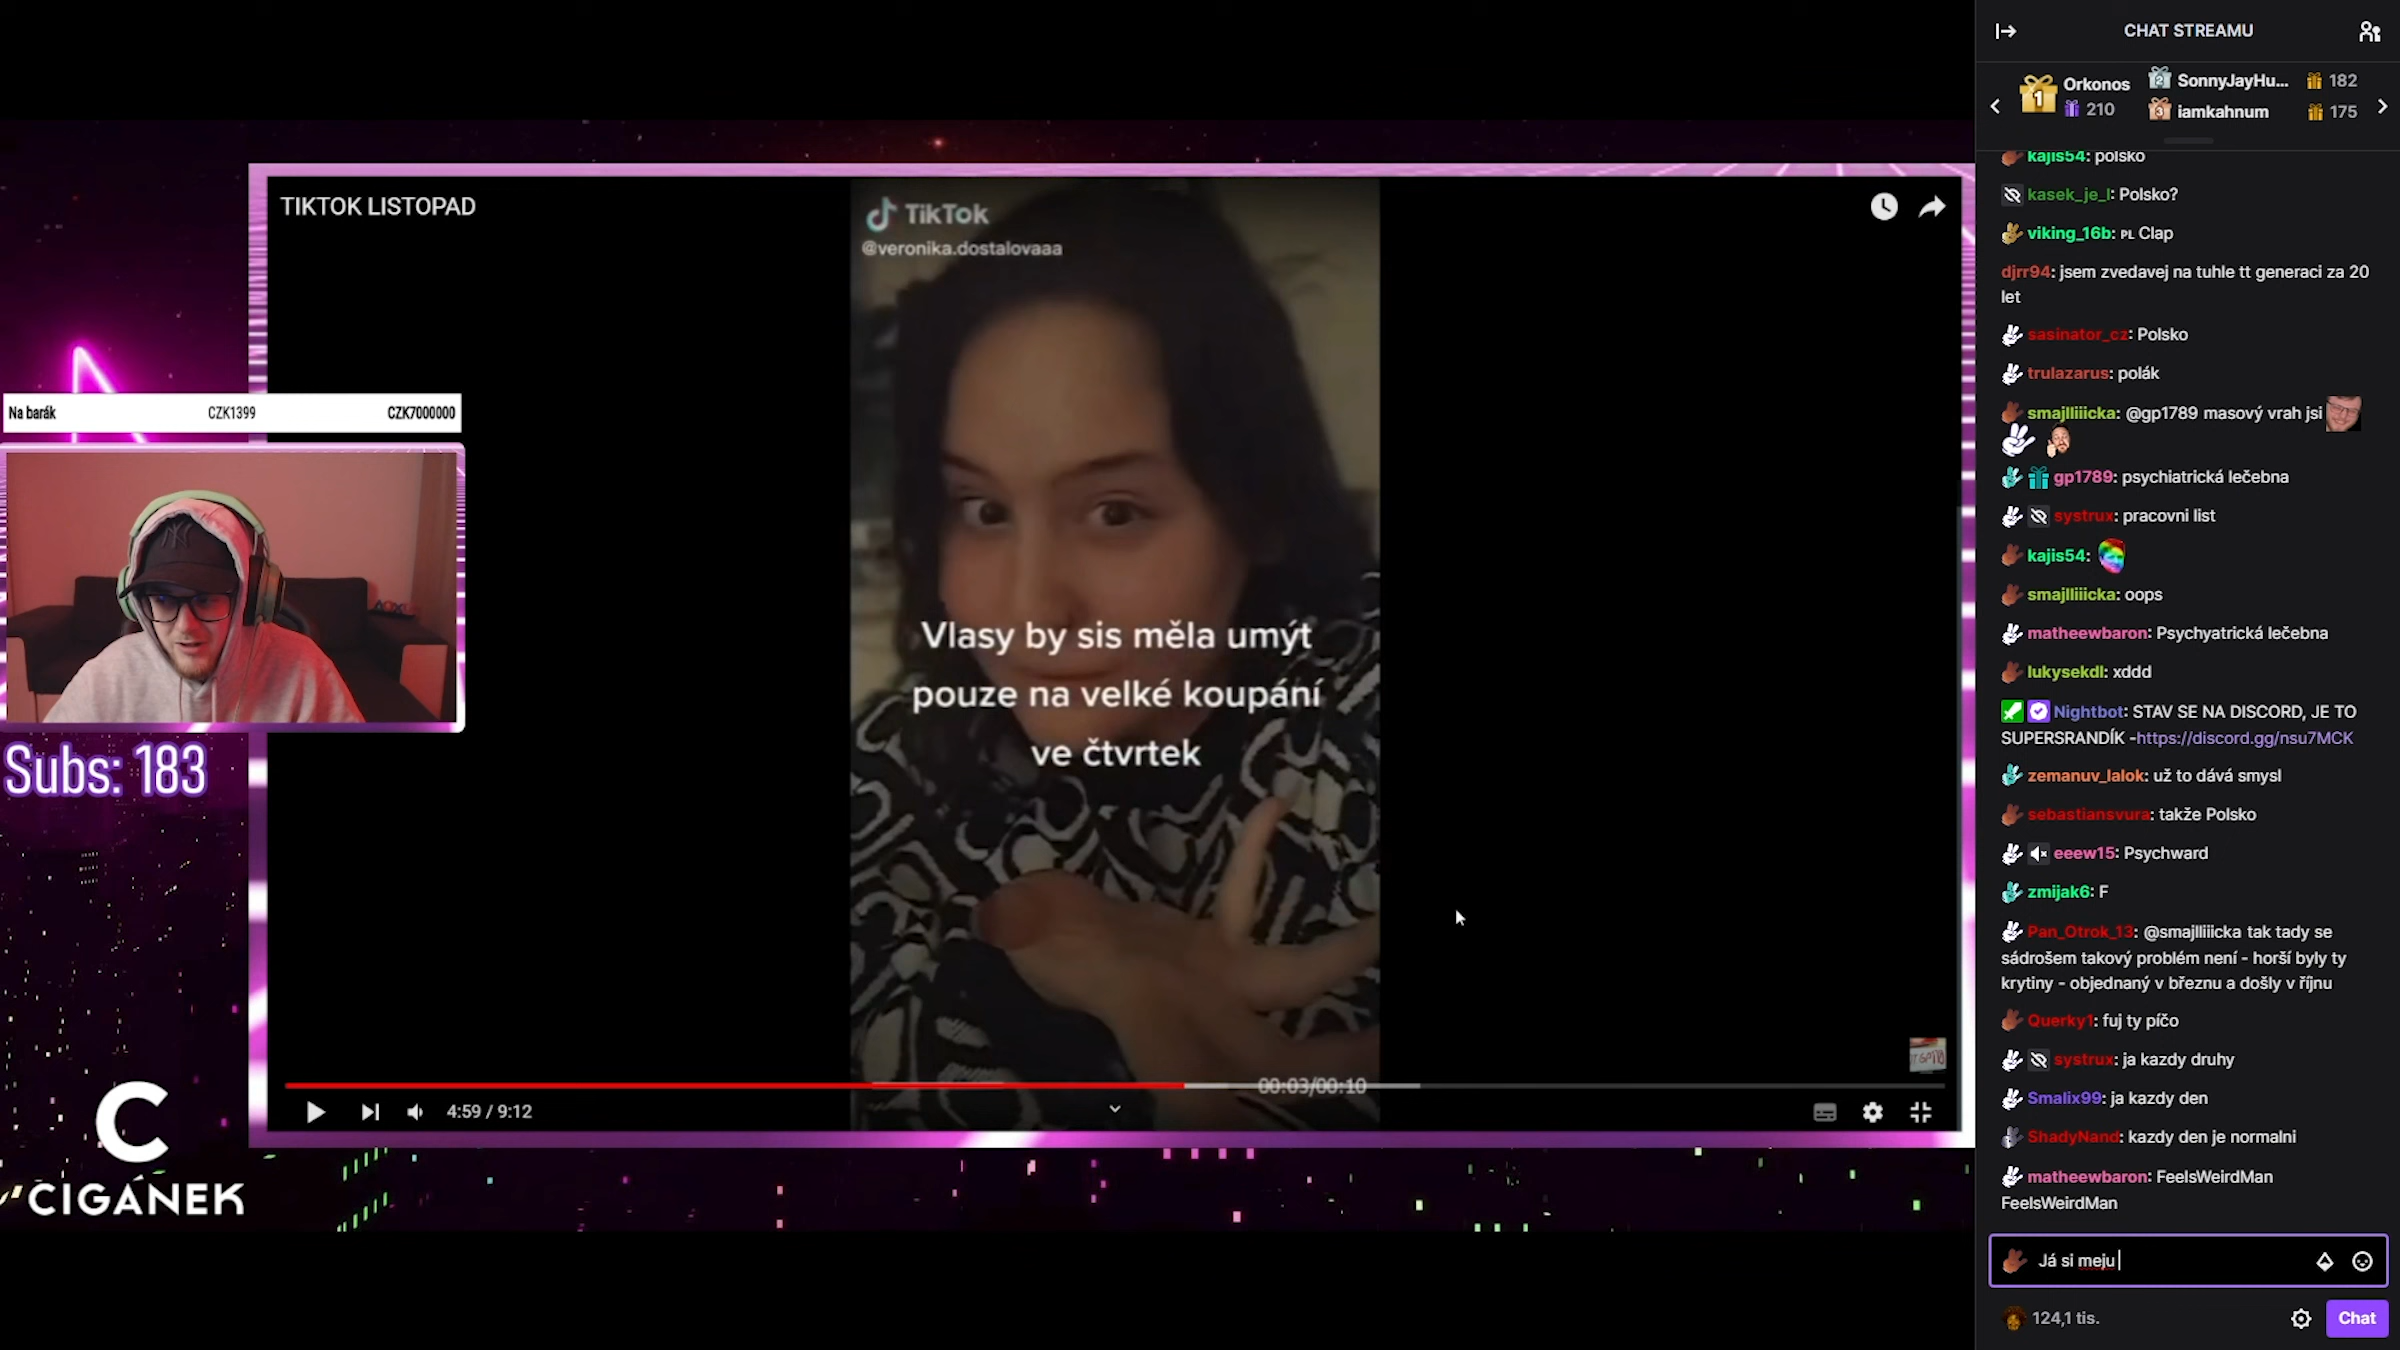 TIKTOK LISTOPAD
TikTok
@veronika.dostalovaaa
Vlasy by sis měla umýt
pouze na velké koupání
ve čtvrtek
00:03/00:10
4:59 / 9:12
Na barák CZK1399 CZK7000000
Subs: 183
C
CIGÁNEK
CHAT STREAMU
1 Orkonos 210
2 SonnyJayHu... 182
3 iamkahnum 175
kajis54: polsko
kasek_je_l: Polsko?
viking_16b: PL Clap
djrr94: jsem zvedavej na tuhle tt generaci za 20
let
sasinator_cz: Polsko
trulazarus: polák
smajlliiicka: @gp1789 masový vrah jsi
gp1789: psychiatrická lečebna
systrux: pracovni list
kajis54:
smajlliiicka: oops
matheewbaron: Psychyatrická lečebna
lukysekdl: xddd
Nightbot: STAV SE NA DISCORD, JE TO
SUPERSRANDÍK -https://discord.gg/nsu7MCK
zemanuv_lalok: už to dává smysl
sebastiansvura: takže Polsko
eeew15: Psychward
zmijak6: F
Pan_Otrok_13: @smajlliiicka tak tady se
sádrošem takový problém není - horší byly ty
krytiny - objednaný v březnu a došly v říjnu
Querky1: fuj ty píčo
systrux: ja kazdy druhy
Smalix99: ja kazdy den
ShadyNand: kazdy den je normalni
matheewbaron: FeelsWeirdMan
FeelsWeirdMan
Já si meju
124,1 tis.
Chat